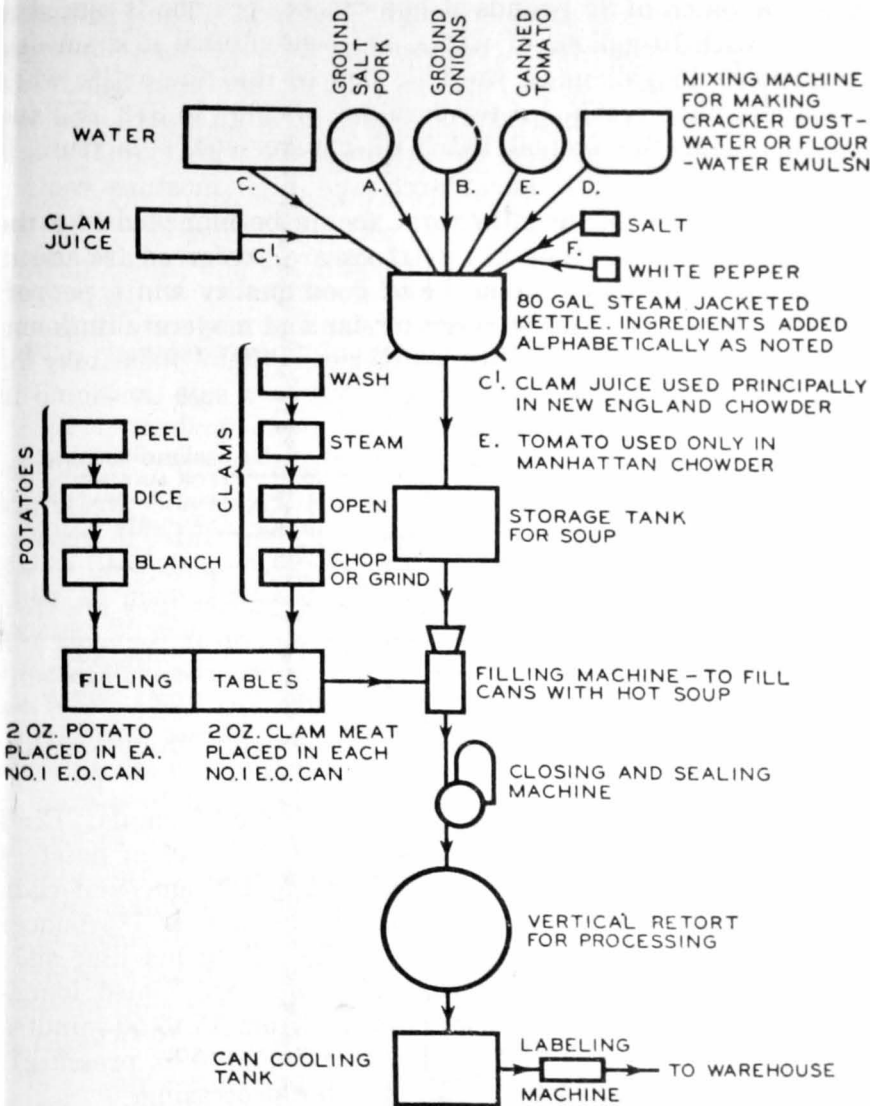 GROUND
SALT
PORK
GROUND
ONIONS
CANNED
TOMATO
MIXING MACHINE
FOR MAKING
CRACKER DUST-
WATER OR FLOUR
-WATER EMULSN
WATER
C.
A.
B.
E.
D.
CLAM
JUICE
C'.
SALT
F.
WHITE PEPPER
80 GAL STEAM JACKETED
KETTLE. INGREDIENTS ADDED
ALPHABETICALLY AS NOTED
C'. CLAM JUICE USED PRINCIPALLY
IN NEW ENGLAND CHOWDER
E. TOMATO USED ONLY IN
MANHATTAN CHOWDER
POTATOES
PEEL
DICE
BLANCH
CLAMS
WASH
STEAM
OPEN
CHOP
OR GRIND
STORAGE TANK
FOR SOUP
FILLING TABLES
2 OZ. POTATO
PLACED IN EA.
NO.1 E.O. CAN
2 OZ. CLAM MEAT
PLACED IN EACH
NO.1 E.O. CAN
FILLING MACHINE – TO FILL
CANS WITH HOT SOUP
CLOSING AND SEALING
MACHINE
VERTICAL RETORT
FOR PROCESSING
CAN COOLING
TANK
LABELING
MACHINE
TO WAREHOUSE